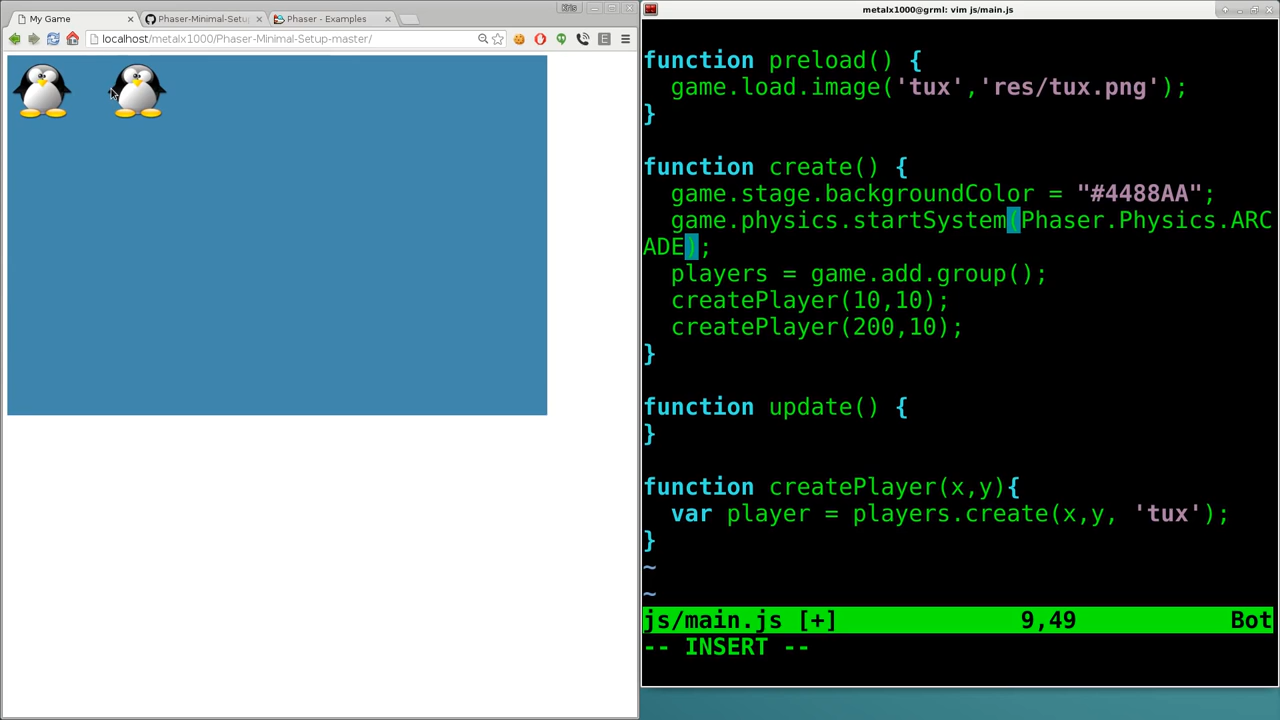 My Game
Phaser-Minimal-Setup
Phaser - Examples
Kris
localhost/metalx1000/Phaser-Minimal-Setup-master/
metalx1000@grml: vim js/main.js
function preload() {
game.load.image('tux','res/tux.png');
}
function create() {
game.stage.backgroundColor = "#4488AA";
game.physics.startSystem(Phaser.Physics.ARC
ADE);
players = game.add.group();
createPlayer(10,10);
createPlayer(200,10);
}
function update() {
}
function createPlayer(x,y){
var player = players.create(x,y, 'tux');
}
~
~
js/main.js [+] 9,49 Bot
-- INSERT --